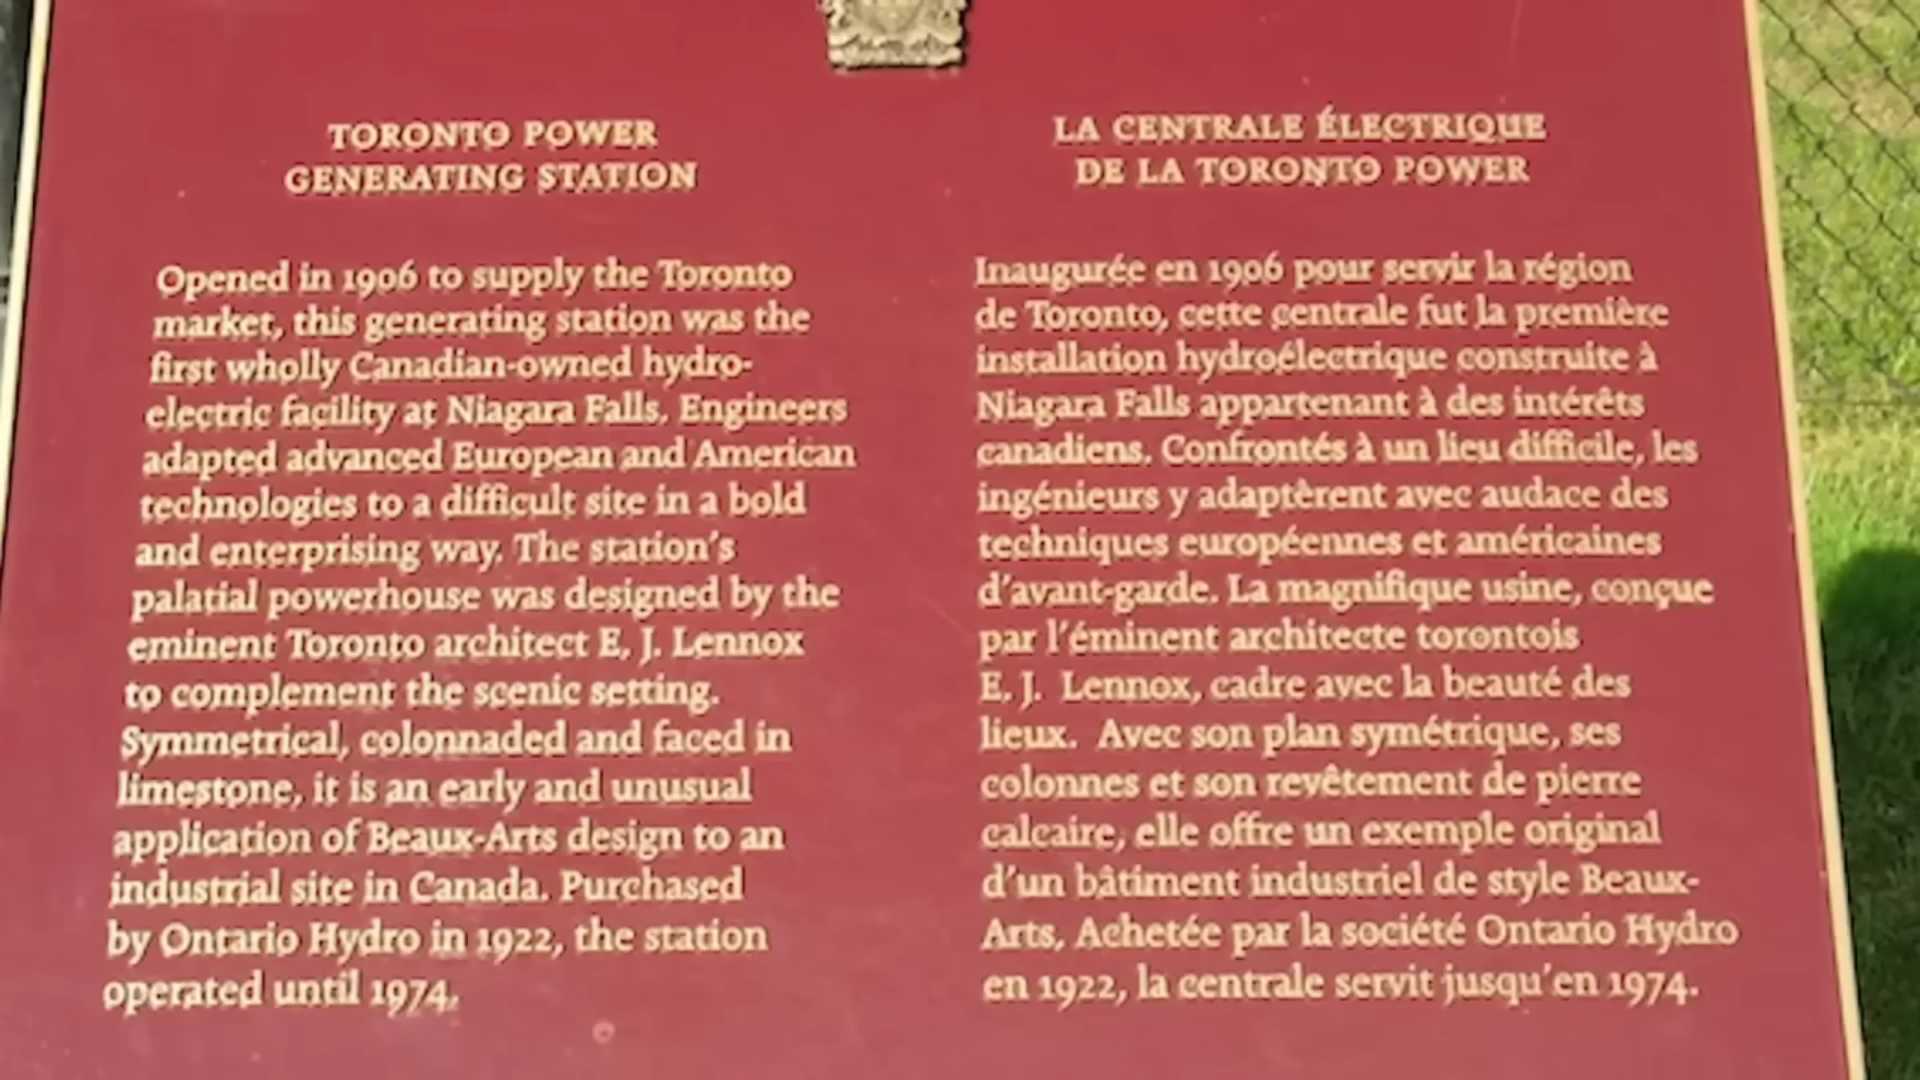 TORONTO POWER
GENERATING STATION
Opened in 1906 to supply the Toronto
market, this generating station was the
first wholly Canadian-owned hydro-
electric facility at Niagara Falls. Engineers
adapted advanced European and American
technologies to a difficult site in a bold
and enterprising way. The station's
palatial powerhouse was designed by the
eminent Toronto architect E. J. Lennox
to complement the scenic setting.
Symmetrical, colonnaded and faced in
limestone, it is an early and unusual
application of Beaux-Arts design to an
industrial site in Canada. Purchased
by Ontario Hydro in 1922, the station
operated until 1974.
LA CENTRALE ÉLECTRIQUE
DE LA TORONTO POWER
Inaugurée en 1906 pour servir la région
de Toronto, cette centrale fut la première
installation hydroélectrique construite à
Niagara Falls appartenant à des intérêts
canadiens. Confrontés à un lieu difficile, les
ingénieurs y adaptèrent avec audace des
techniques européennes et américaines
d'avant-garde. La magnifique usine, conçue
par l'éminent architecte torontois
E. J. Lennox, cadre avec la beauté des
lieux. Avec son plan symétrique, ses
colonnes et son revêtement de pierre
calcaire, elle offre un exemple original
d'un bâtiment industriel de style Beaux-
Arts. Achetée par la société Ontario Hydro
en 1922, la centrale servit jusqu'en 1974.